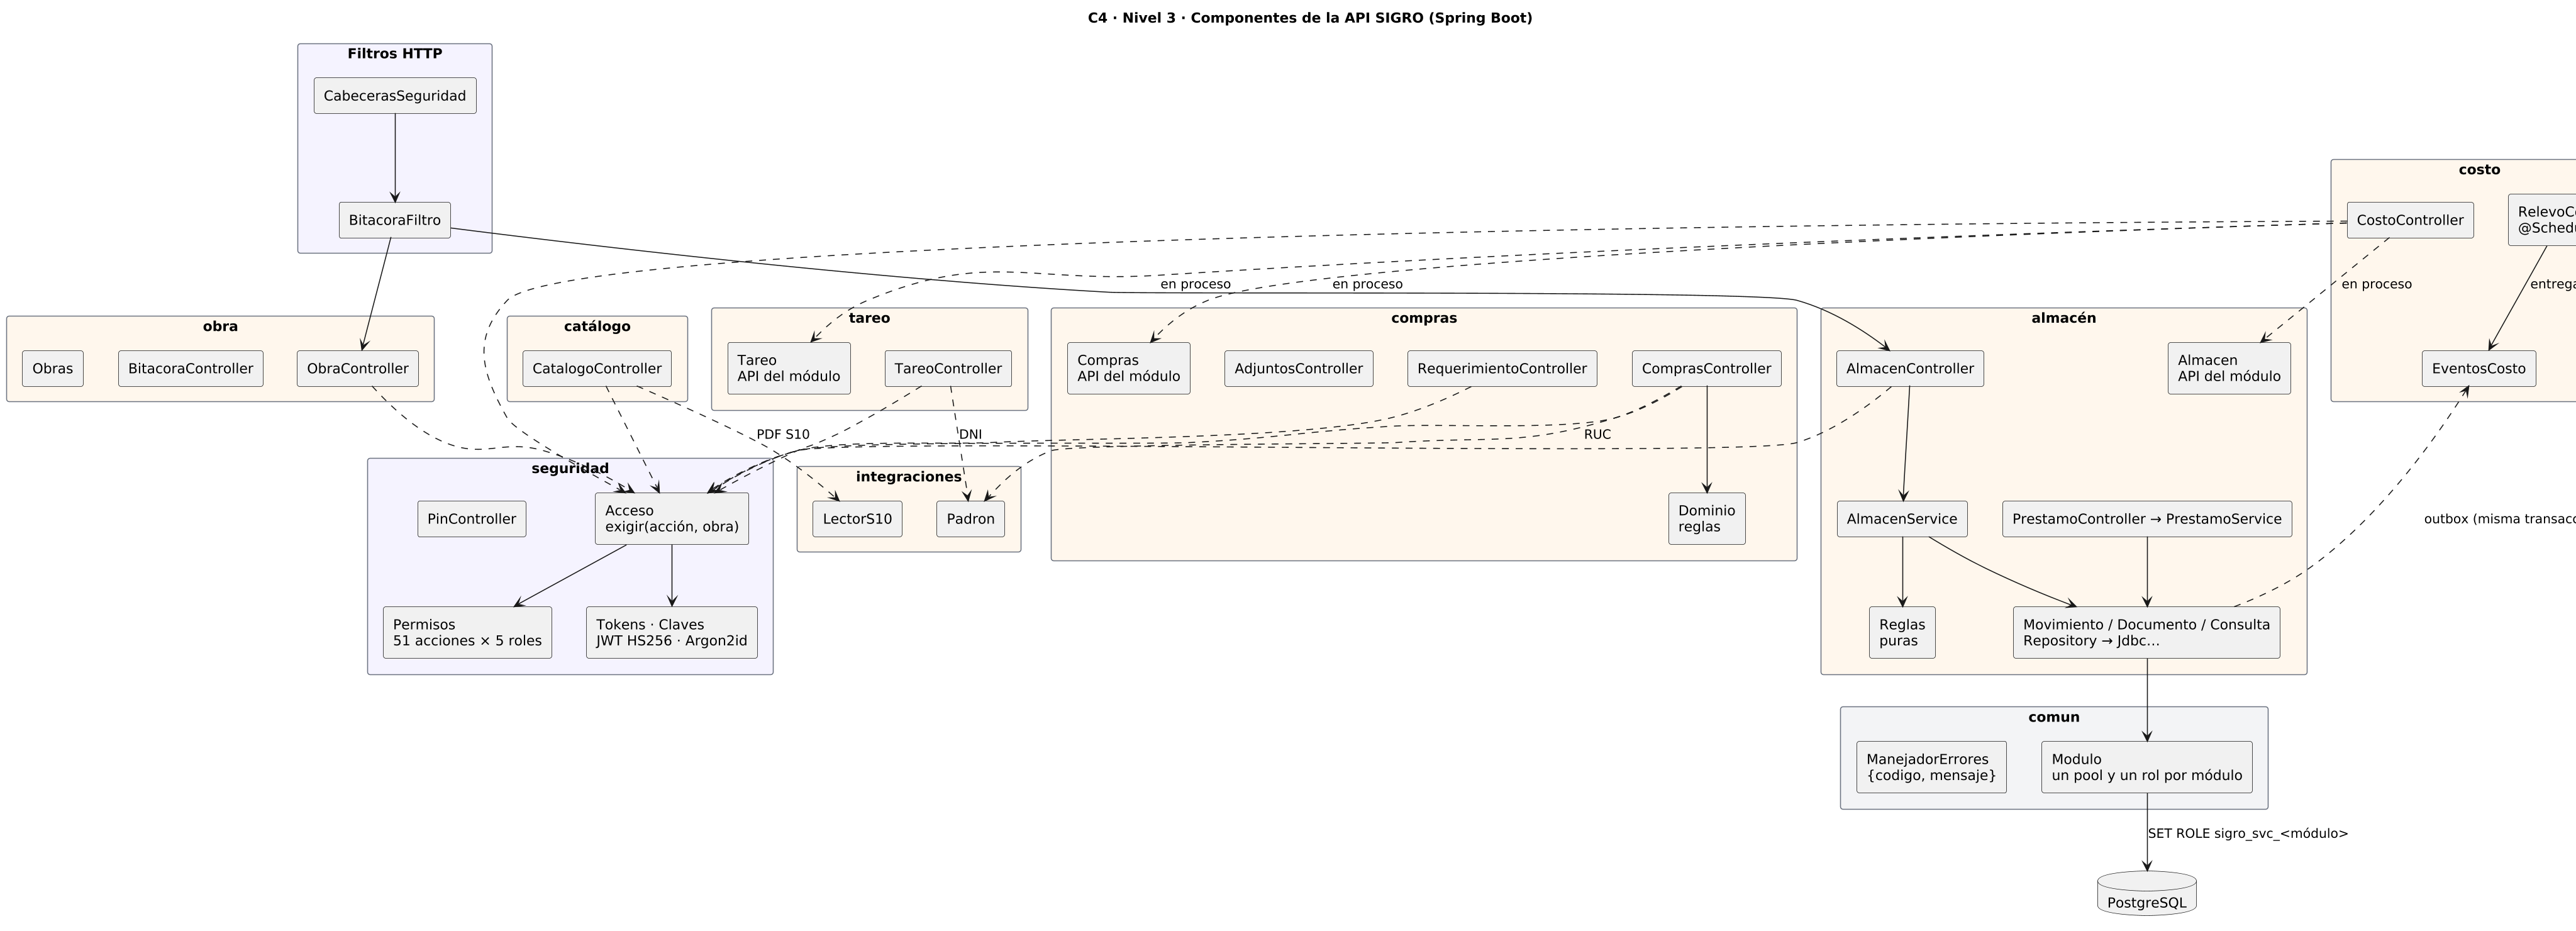 C4 · Nivel 3 · Componentes de la API SIGRO (Spring Boot)
Filtros HTTP
CabecerasSeguridad
BitacoraFiltro
costo
CostoController
@Sched
en proceso
en proceso
en proceso
EventosCosto
obra
Obras
BitacoraController
ObraController
catálogo
CatalogoController
tareo
Tareo
API del módulo
TareoController
compras
Compras
API del módulo
AdjuntosController
RequerimientoController
ComprasController
almacén
AlmacenController
Almacen
API del módulo
PDF S10
DNI
RUC
seguridad
PinController
Acceso
exigir(acción, obra)
Permisos
51 acciones × 5 roles
Tokens · Claves
JWT HS256 · Argon2id
integraciones
LectorS10
Padron
Dominio
reglas
AlmacenService
PrestamoController → PrestamoService
outbox (misma
Reglas
puras
Movimiento / Documento / Consulta
Repository → Jdbc...
comun
ManejadorErrores
{codigo, mensaje}
Modulo
un pool y un rol por módulo
SET ROLE sigro_svc_<módulo>
PostgreSQL